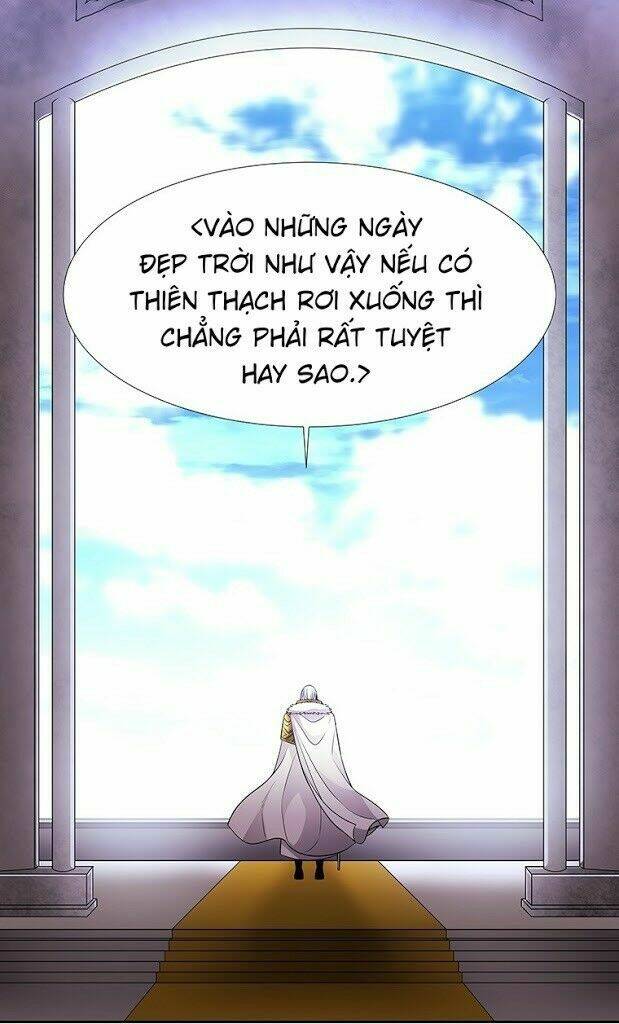 <VÀO NHỮNG NGÀY
ĐẸP TRỜI NHƯ VẬY NẾU CÓ
THIÊN THẠCH RƠI XUỐNG THÌ
CHẲNG PHẢI RẤT TUYỆT
HAY SAO.>